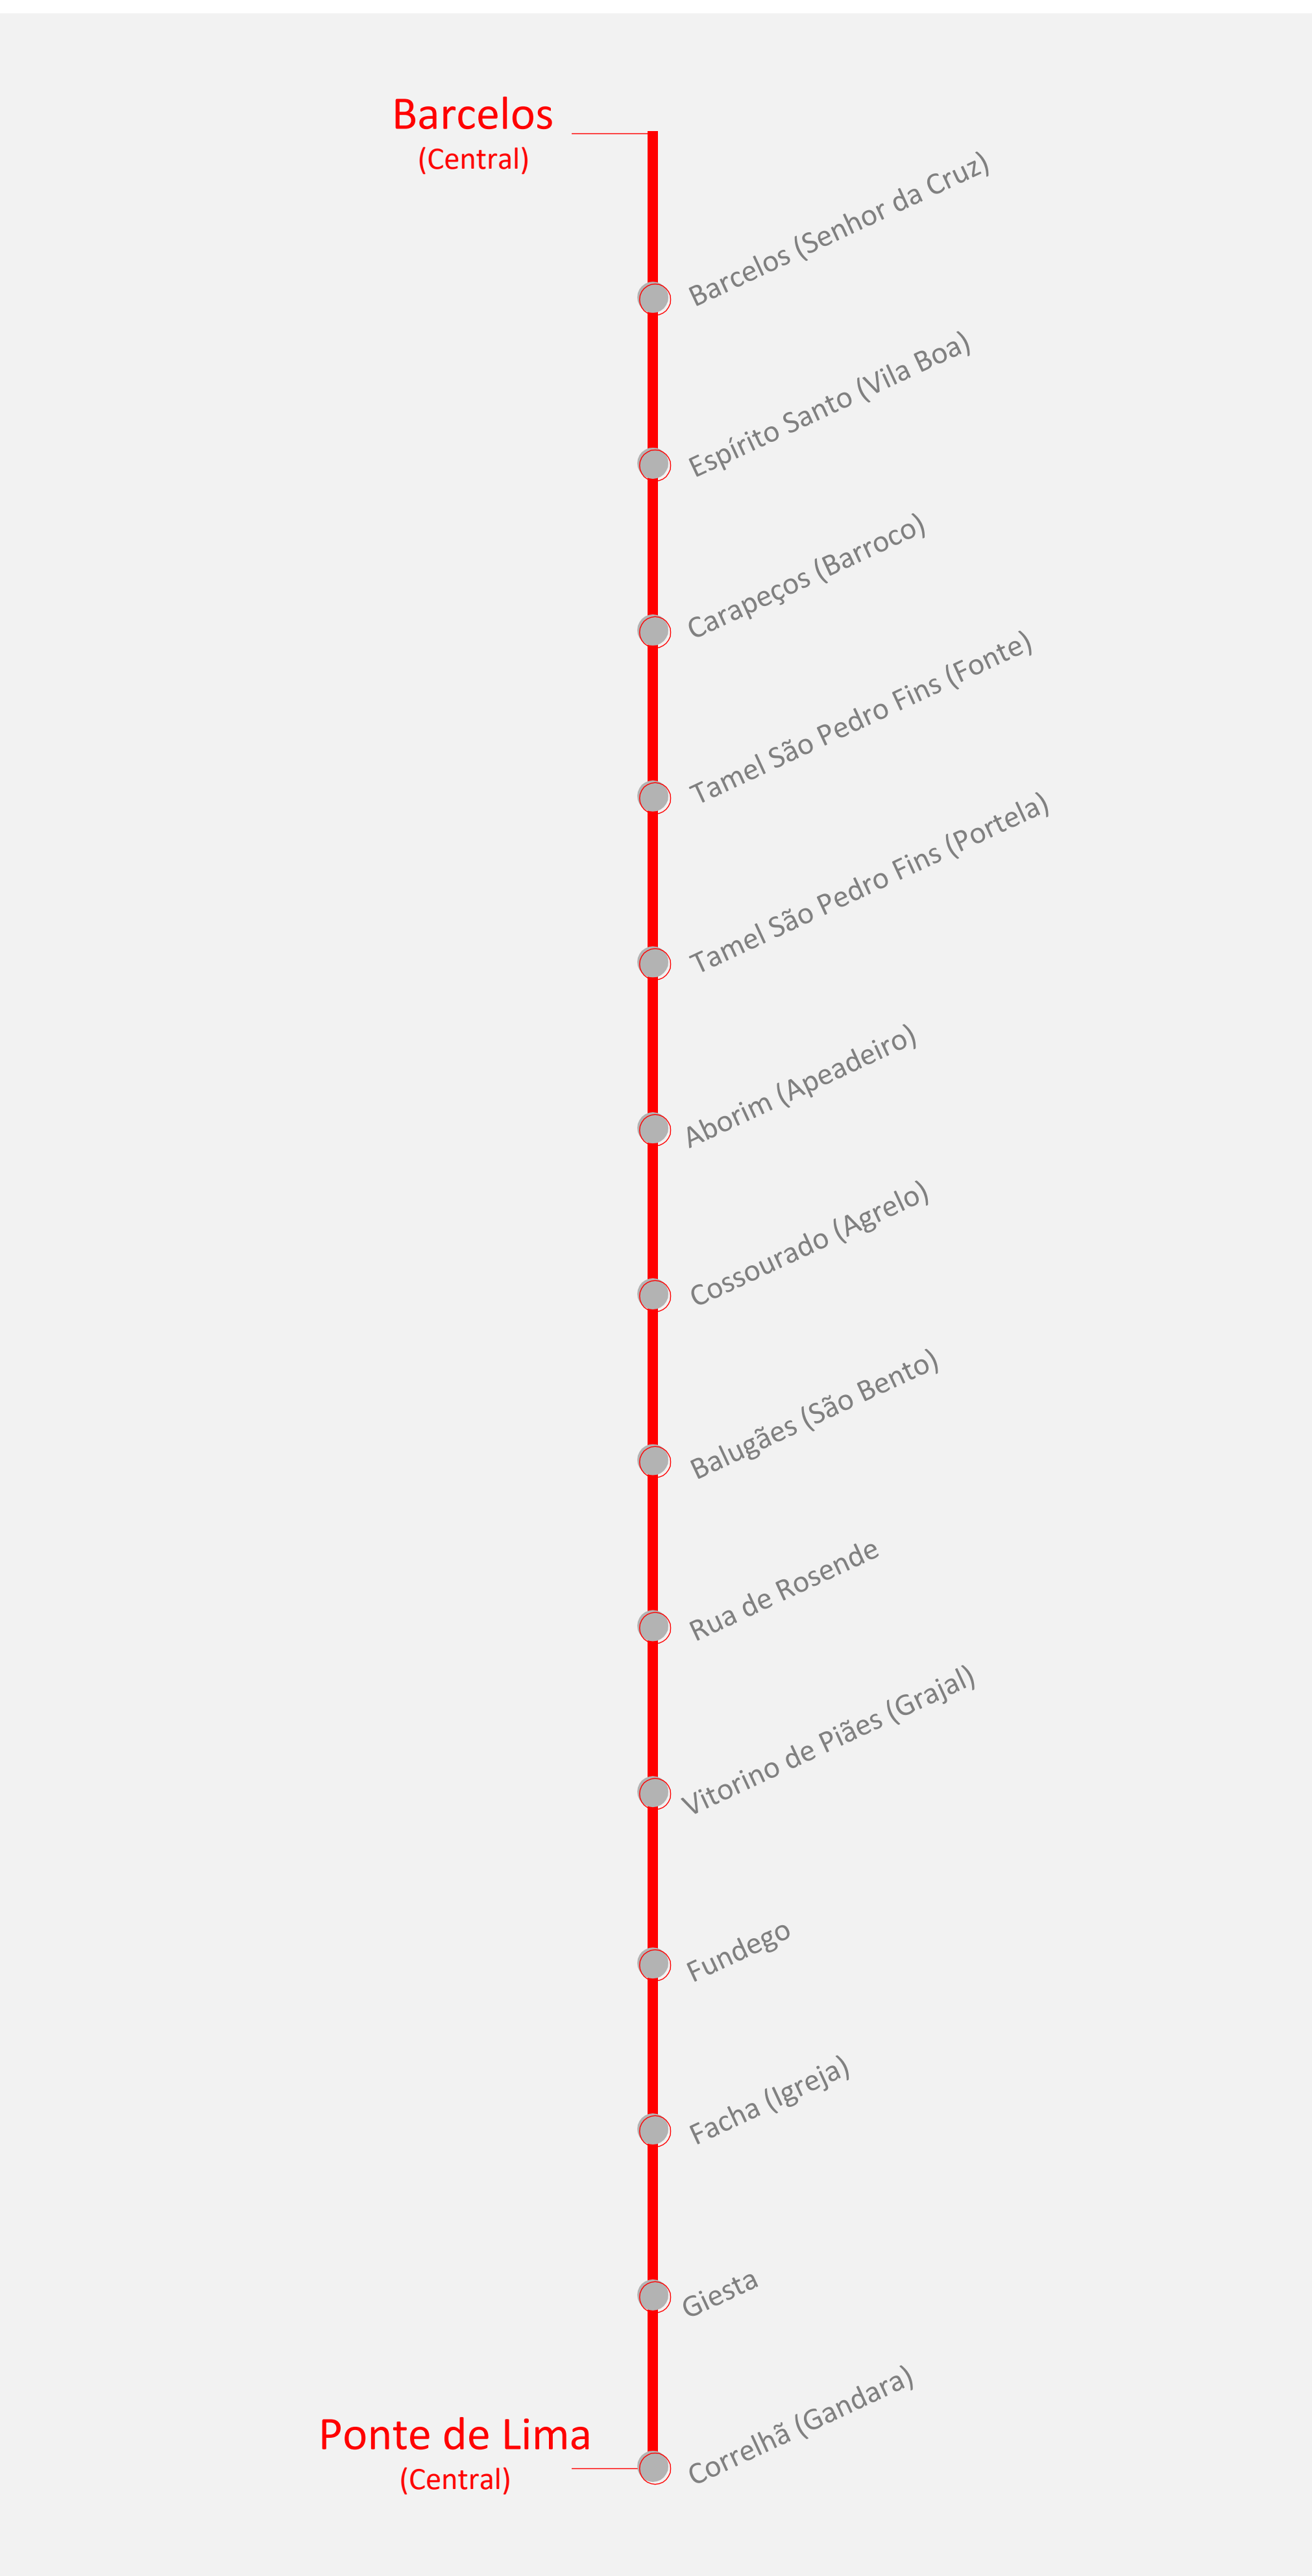 Barcelos
(Central)
Barcelos (Senhor da Cruz)
Espírito Santo (Vila Boa)
Carapeços (Barroco)
Tamel São Pedro Fins (Fonte)
Tamel São Pedro Fins (Portela)
Aborim (Apeadeiro)
Cossourado (Agrelo)
Balugães (São Bento)
Rua de Rosende
Vitorino de Piães (Grajal)
Fundego
Facha (Igreja)
Giesta
Correlhã (Gandara)
Ponte de Lima
(Central)